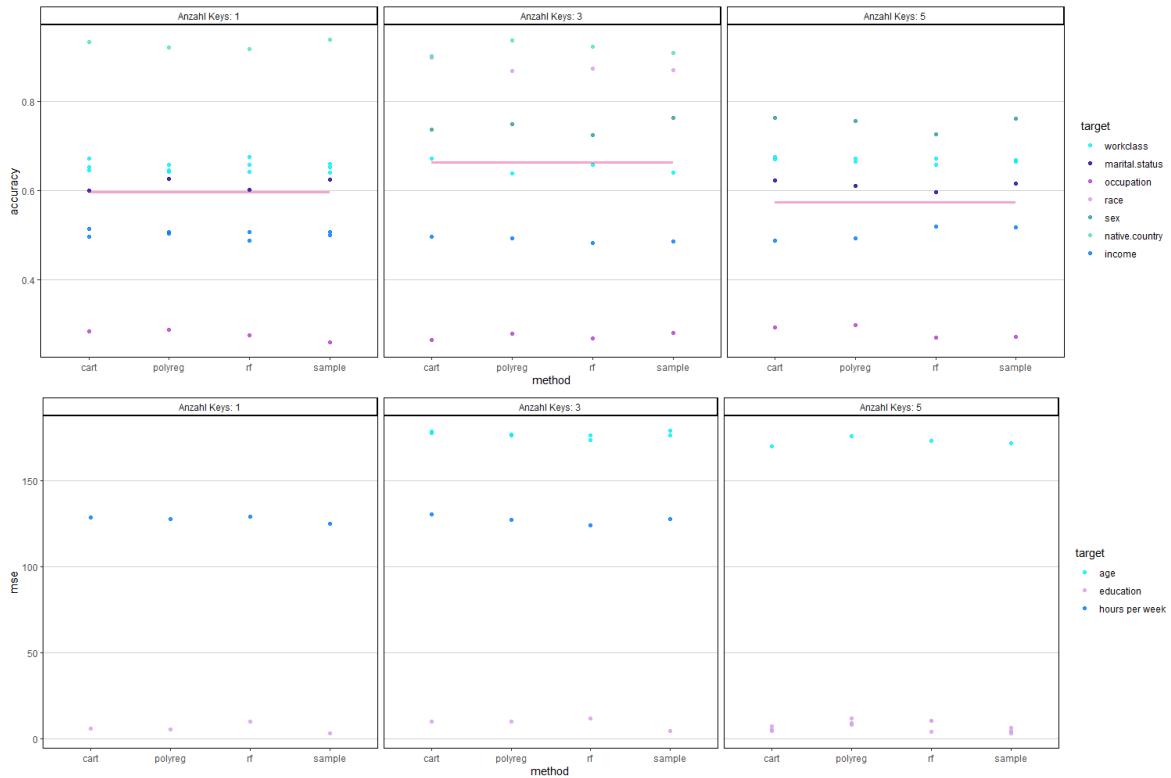 Anzahl Keys: 1
Anzahl Keys: 3
Anzahl Keys: 5
accuracy
0.8
0.6
0.4
cart
polyreg
rf
sample
cart
polyreg
rf
sample
cart
polyreg
rf
sample
method
target
workclass
marital.status
occupation
race
sex
native.country
income
Anzahl Keys: 1
Anzahl Keys: 3
Anzahl Keys: 5
mse
150
100
50
0
cart
polyreg
rf
sample
cart
polyreg
rf
sample
cart
polyreg
rf
sample
method
target
age
education
hours per week